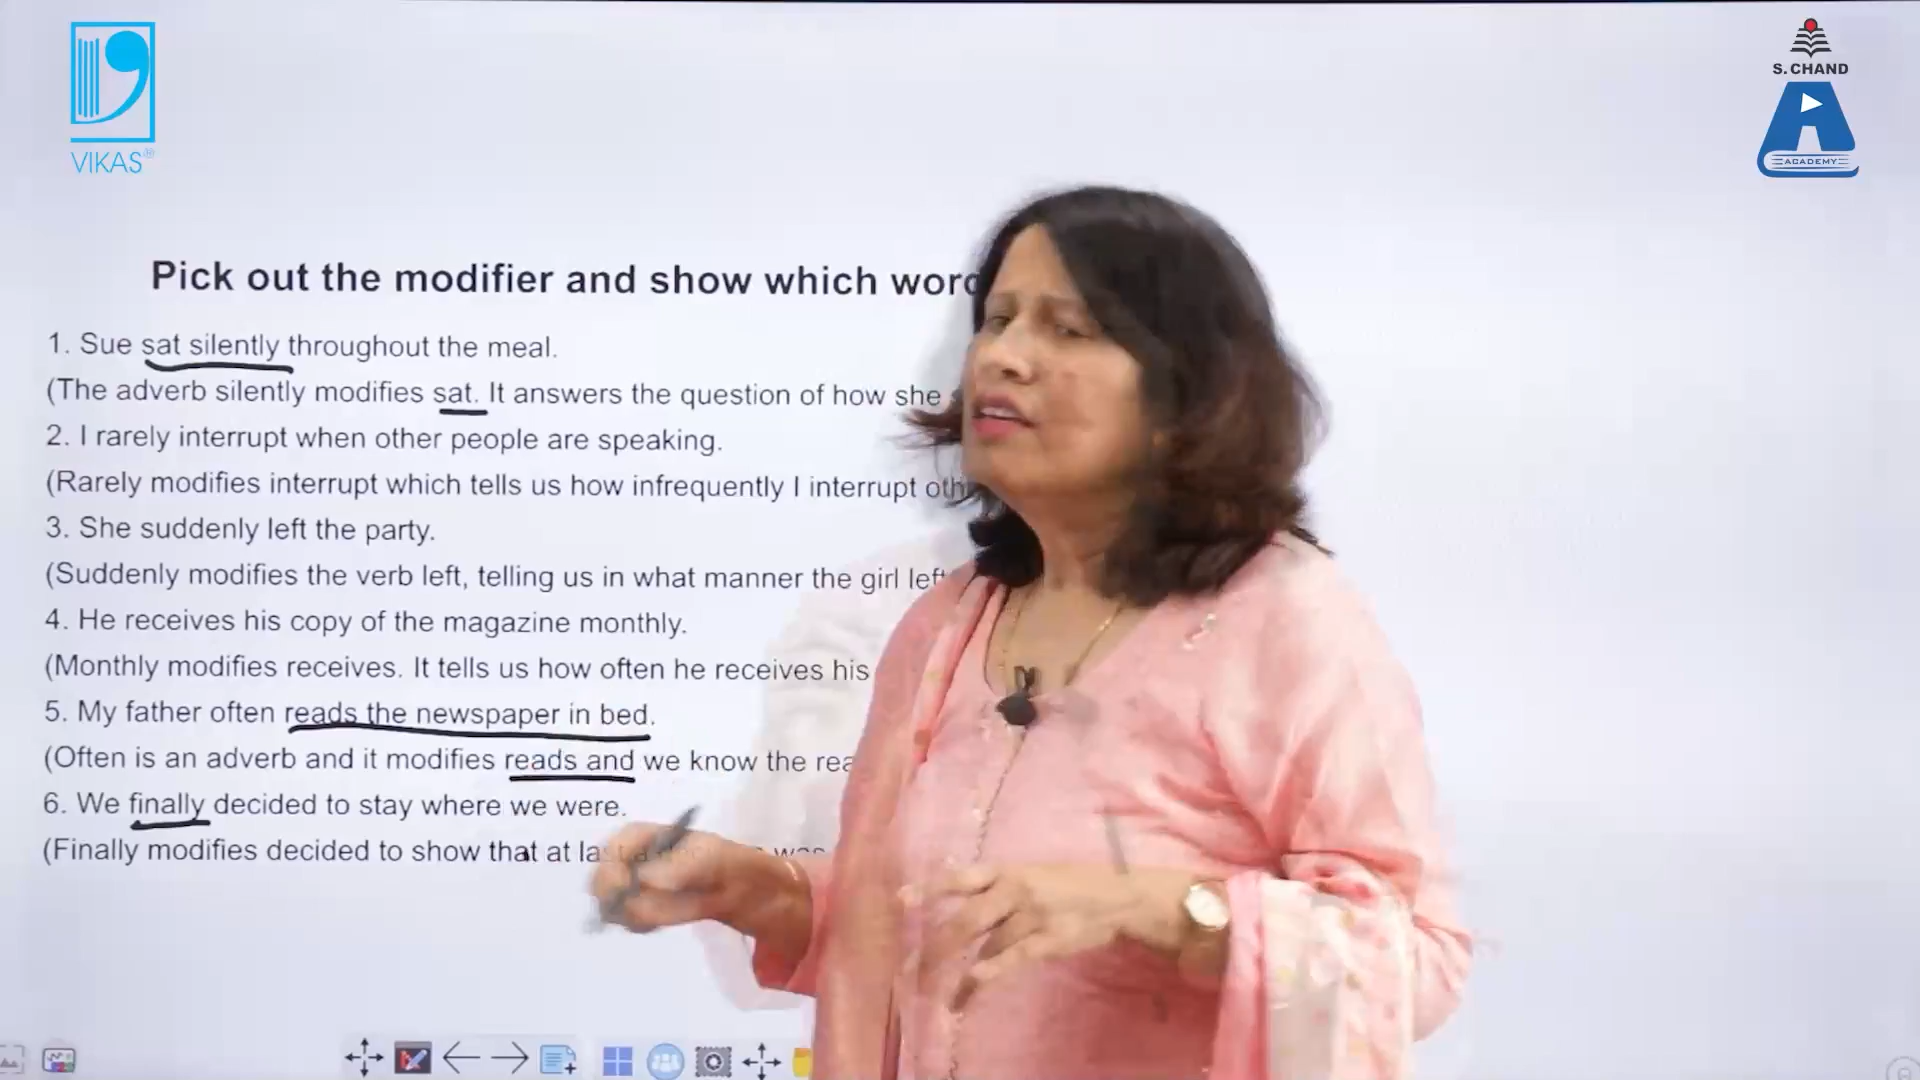 VIKAS®
S. CHAND
ACADEMY
Pick out the modifier and show which word
1. Sue sat silently throughout the meal.
(The adverb silently modifies sat. It answers the question of how she
2. I rarely interrupt when other people are speaking.
(Rarely modifies interrupt which tells us how infrequently I interrupt
3. She suddenly left the party.
(Suddenly modifies the verb left, telling us in what manner the girl left
4. He receives his copy of the magazine monthly.
(Monthly modifies receives. It tells us how often he receives his
5. My father often reads the newspaper in bed.
(Often is an adverb and it modifies reads and we know the
6. We finally decided to stay where we were.
(Finally modifies decided to show that at